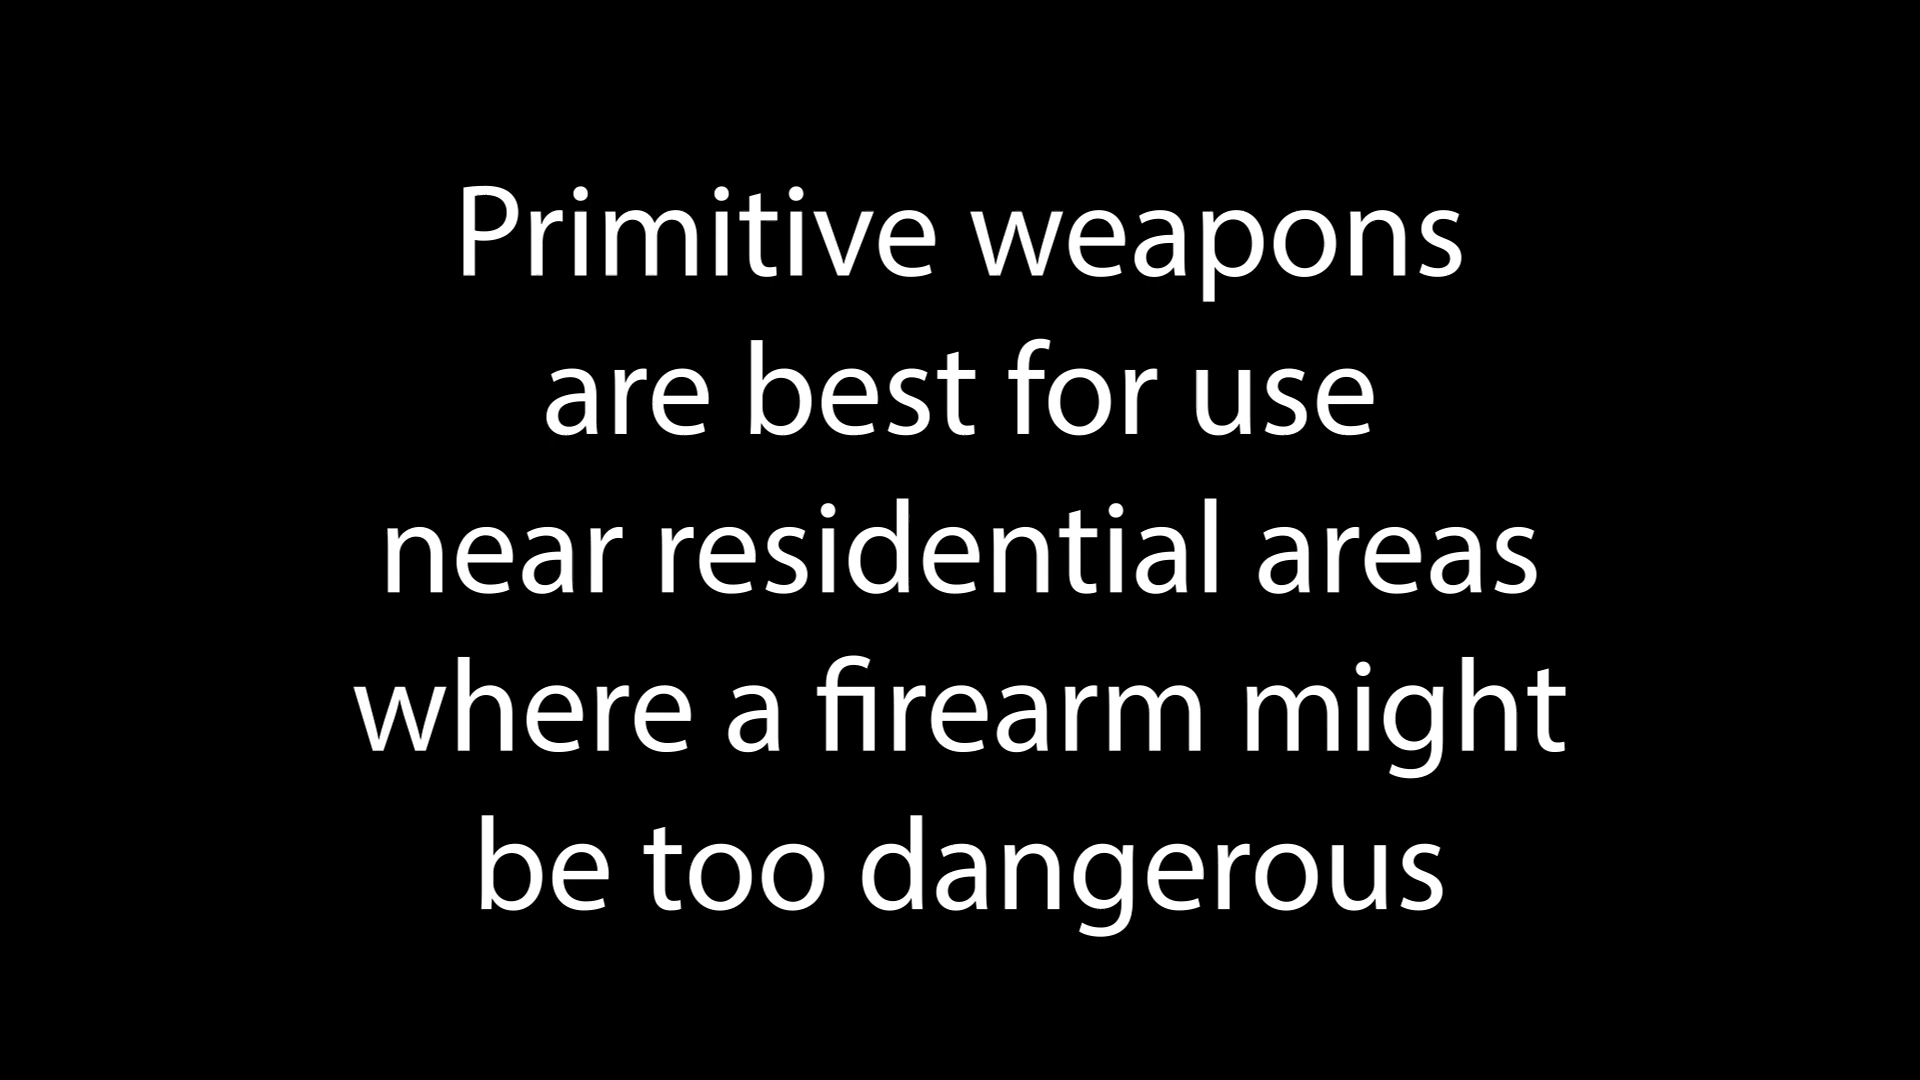 Primitive weapons
are best for use
near residential areas
where a firearm might
be too dangerous